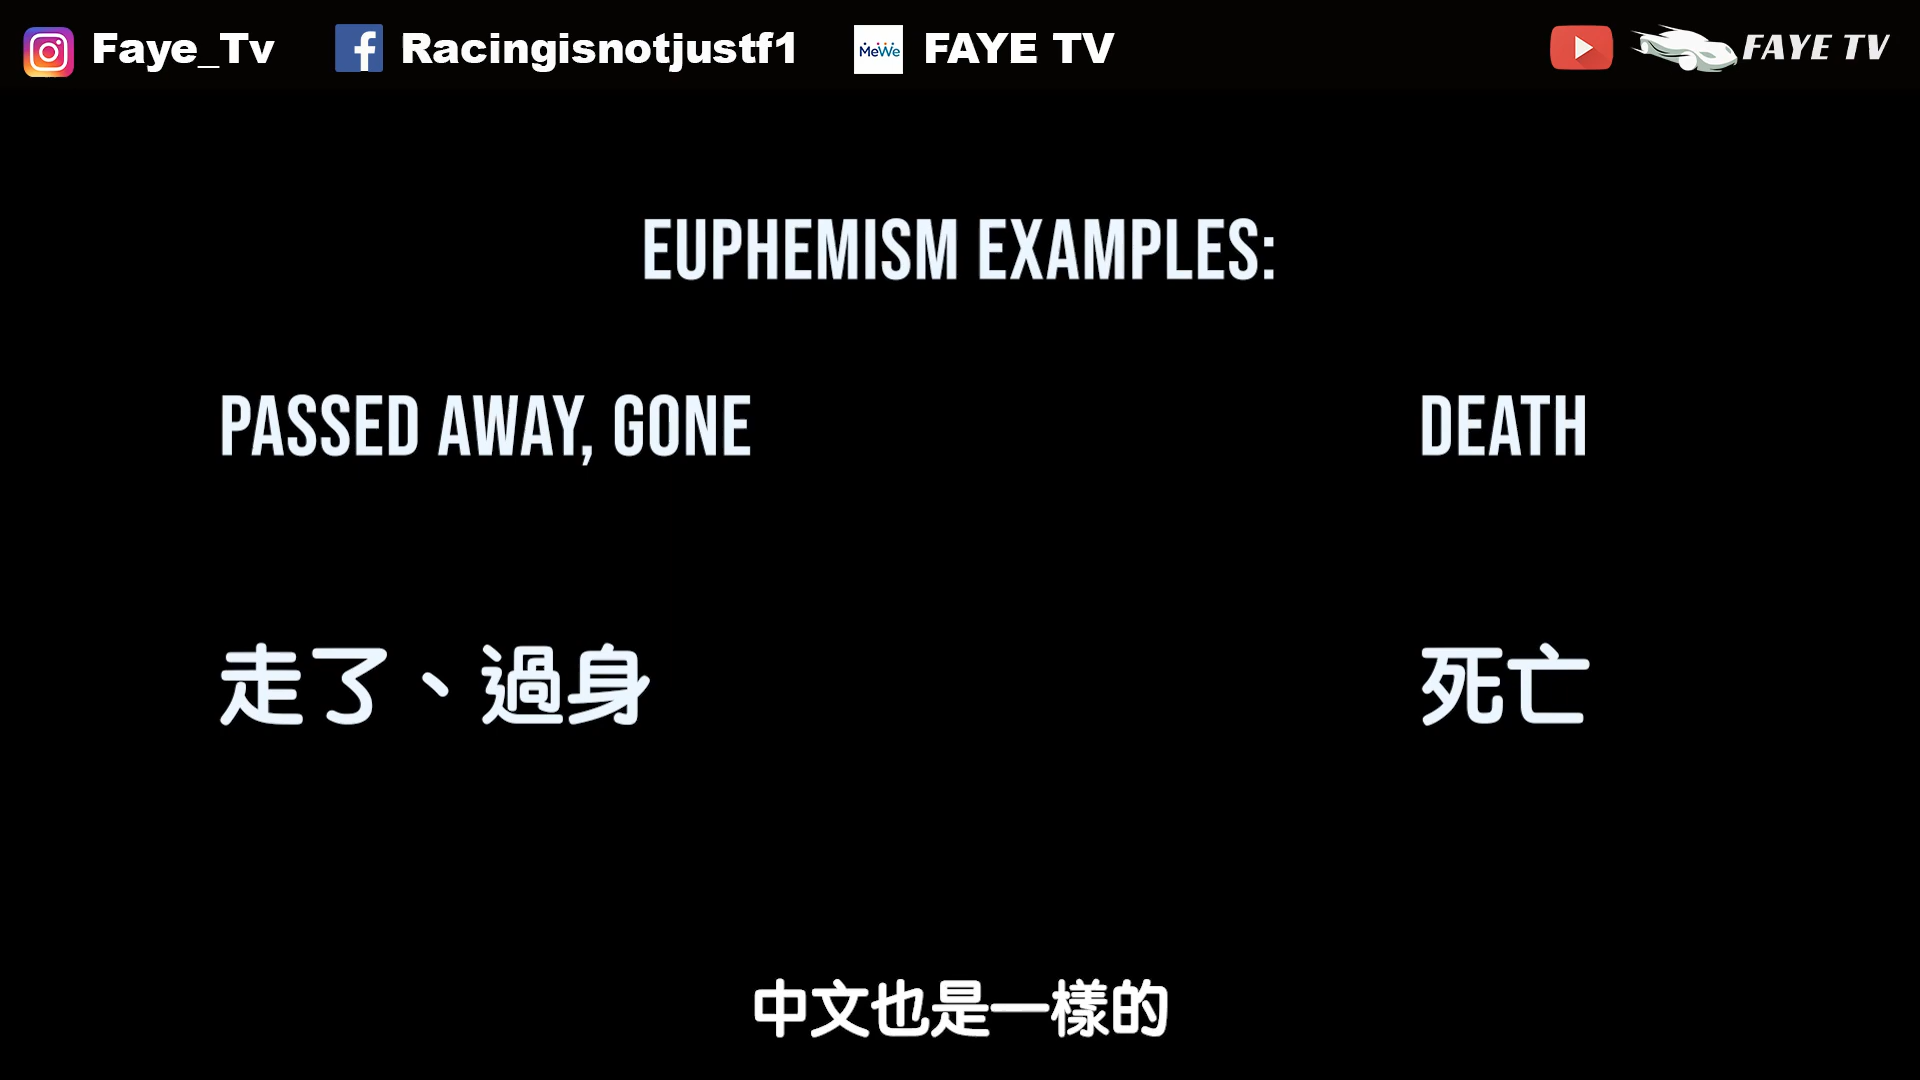 Faye_Tv Racingisnotjustf1 MeWe FAYE TV FAYE TV
EUPHEMISM EXAMPLES:
PASSED AWAY, GONE DEATH
走了、過身 死亡
中文也是一樣的